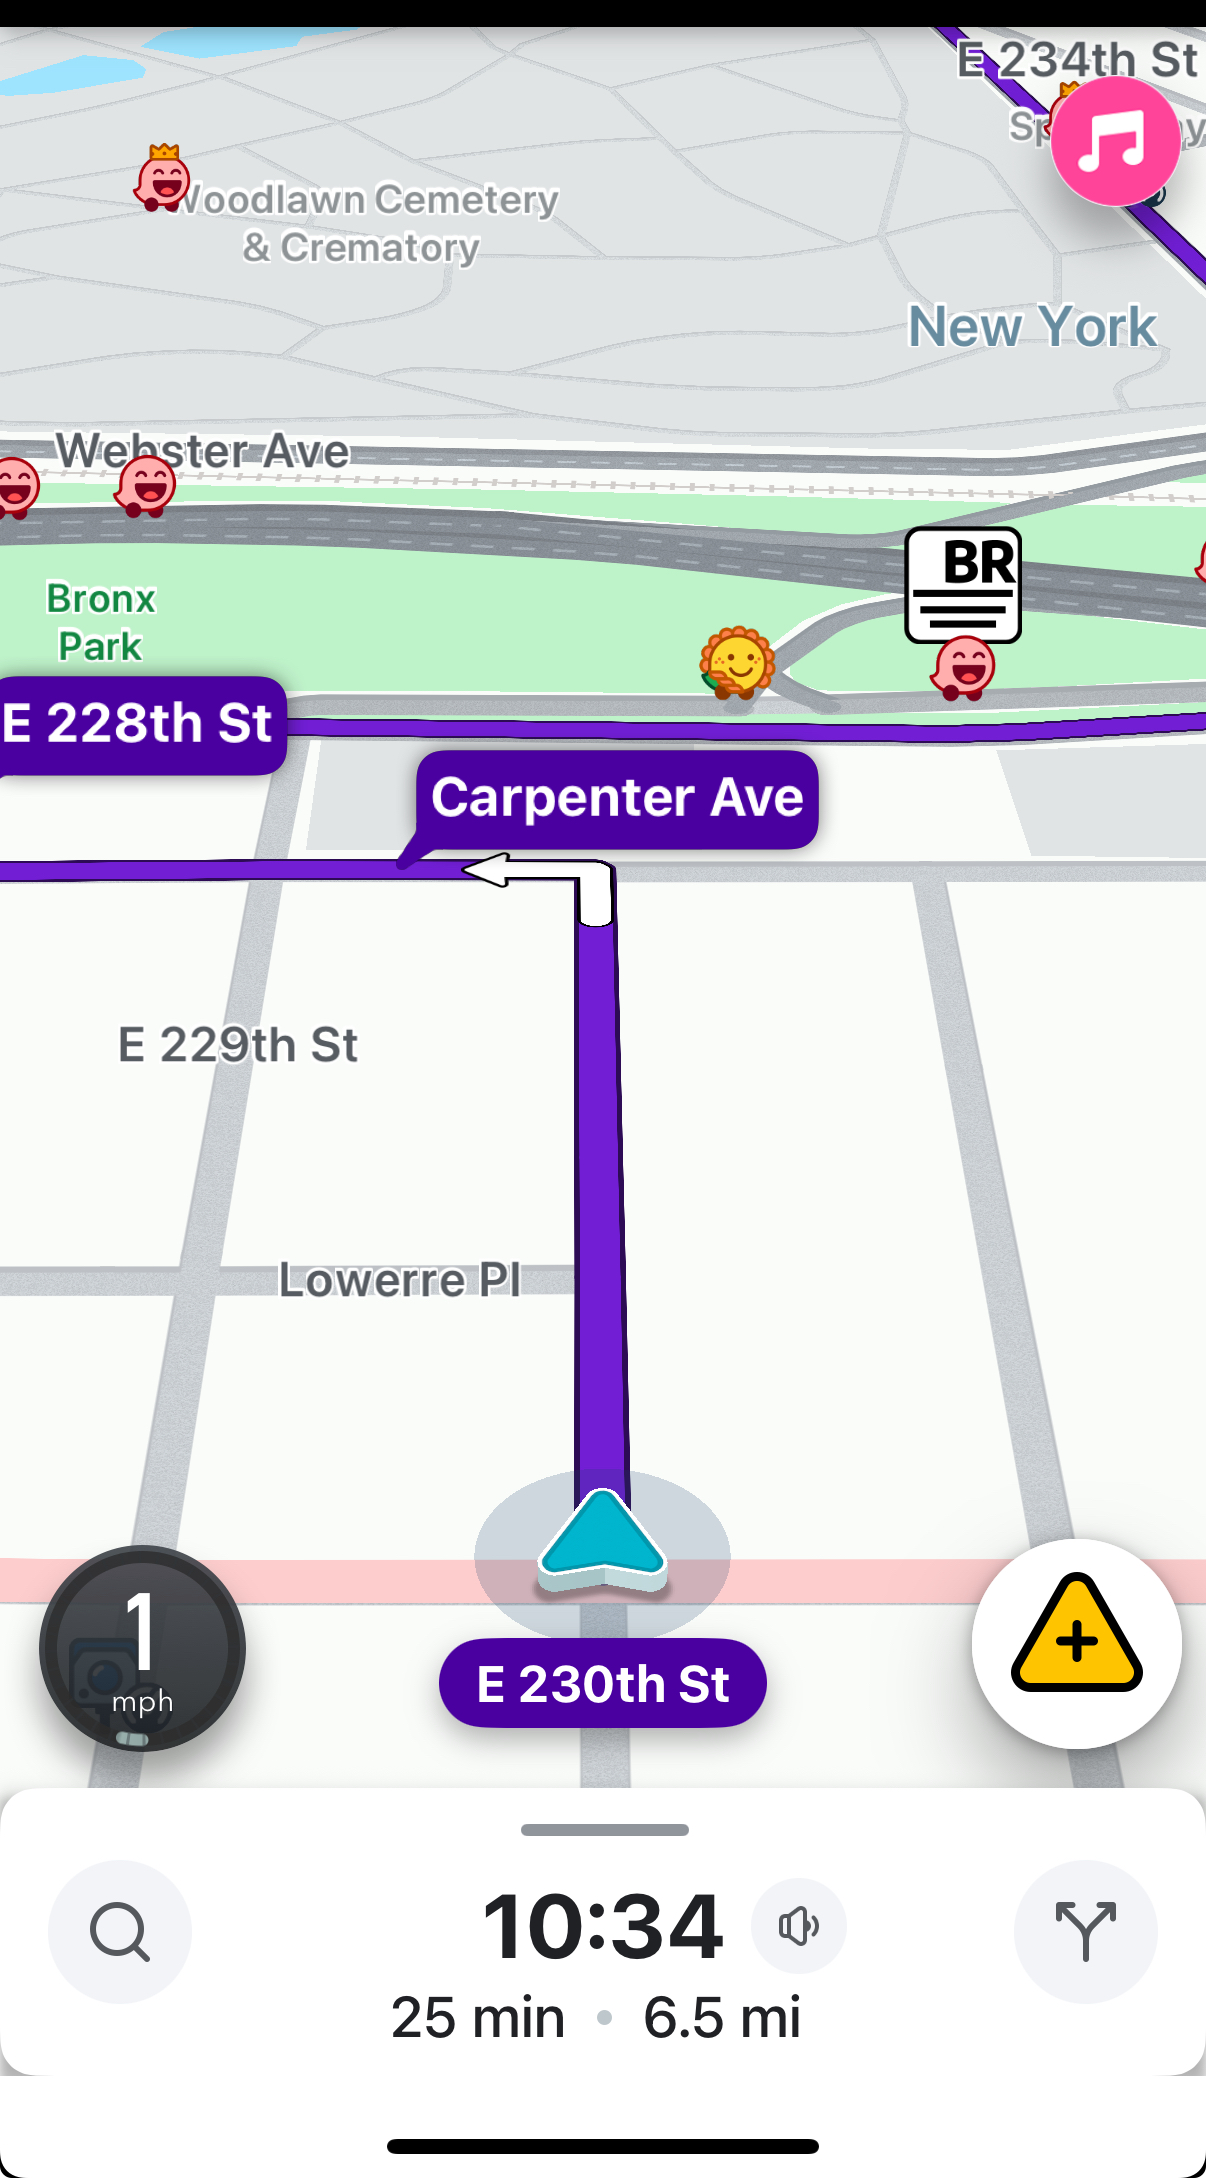 E 234th St
Woodlawn Cemetery
& Crematory
New York
Webster Ave
BR
Bronx
Park
E 228th St
Carpenter Ave
E 229th St
Lowerre Pl
1
mph
E 230th St
10:34
25 min • 6.5 mi